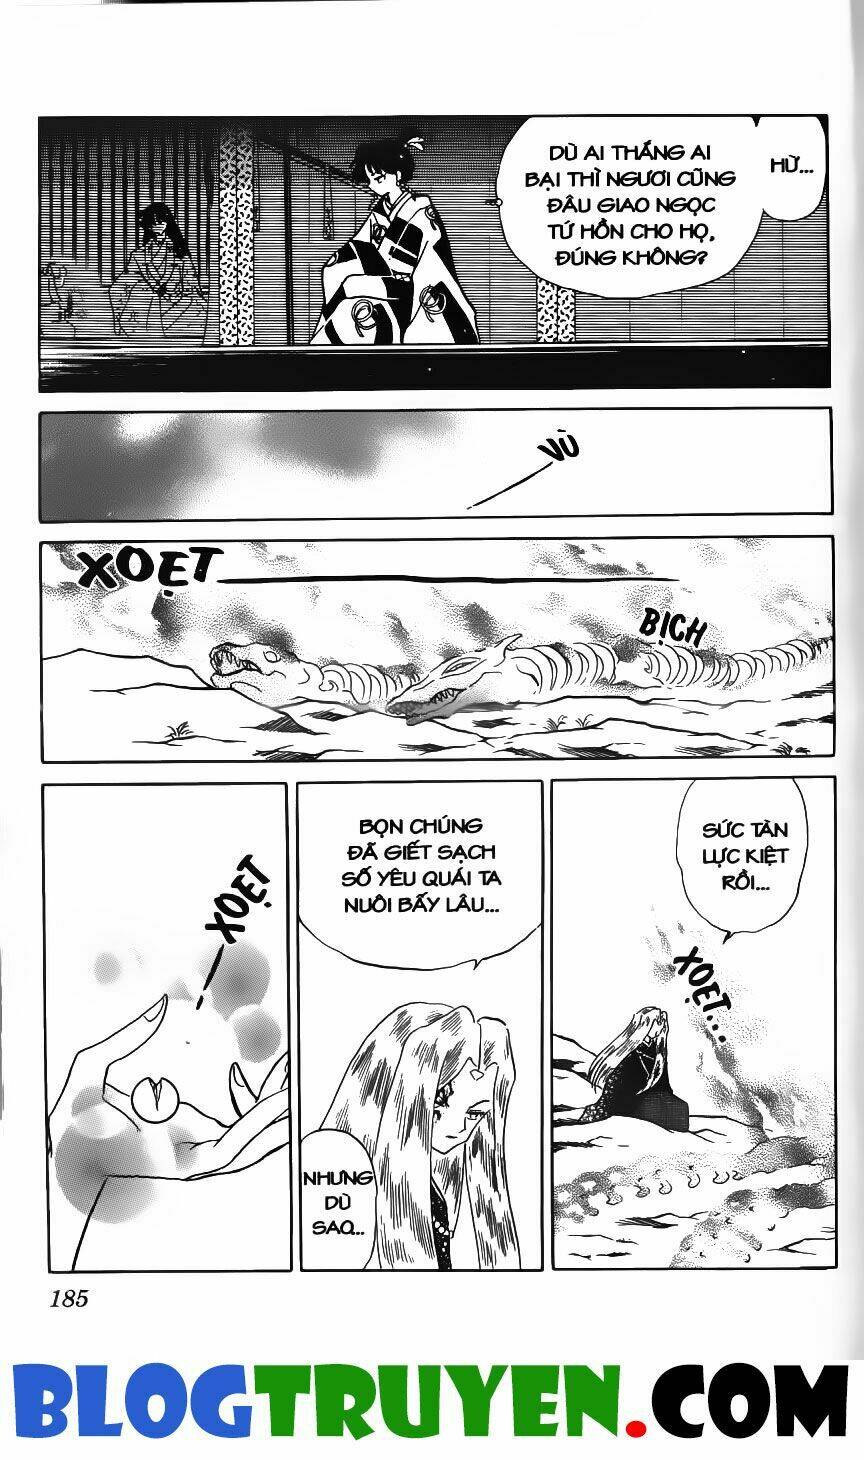 HỪ...
DÙ AI THẮNG AI
BẠI THÌ NGƯƠI CŨNG
ĐÂU GIAO NGỌC
TỨ HỒN CHO HỌ,
ĐÚNG KHÔNG?
VÙ
XOẸT
BỊCH
SỨC TÀN
LỰC KIỆT
RỒI...
XOẸT...
BỌN CHÚNG
ĐÃ GIẾT SẠCH
SỐ YÊU QUÁI TA
NUÔI BẤY LÂU...
NHƯNG
DÙ
SAO...
XOẸT
185
BLOGTRUYEN.COM